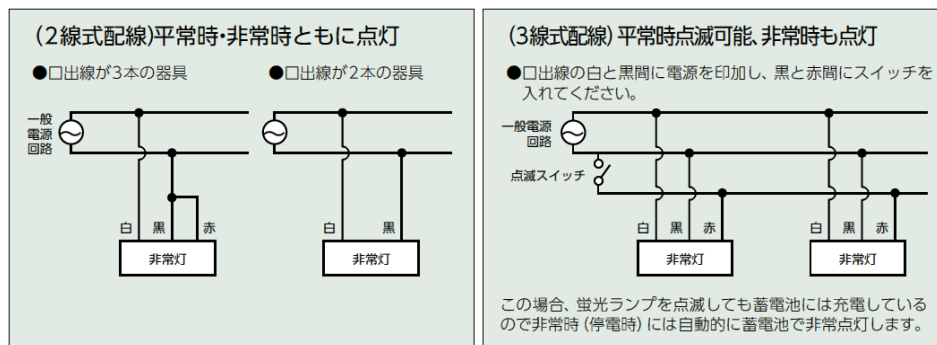 (2線式配線)平常時・非常時ともに点灯
●口出線が3本の器具
●口出線が2本の器具
一般
電源
回路
白 黒 赤
非常灯
白 黒
非常灯
(3線式配線)平常時点滅可能、非常時も点灯
●口出線の白と黒間に電源を印加し、黒と赤間にスイッチを
入れてください。
一般電源
回路
点滅スイッチ
白 黒 赤
非常灯
白 黒 赤
非常灯
この場合、蛍光ランプを点滅しても蓄電池には充電している
ので非常時(停電時)には自動的に蓄電池で非常点灯します。